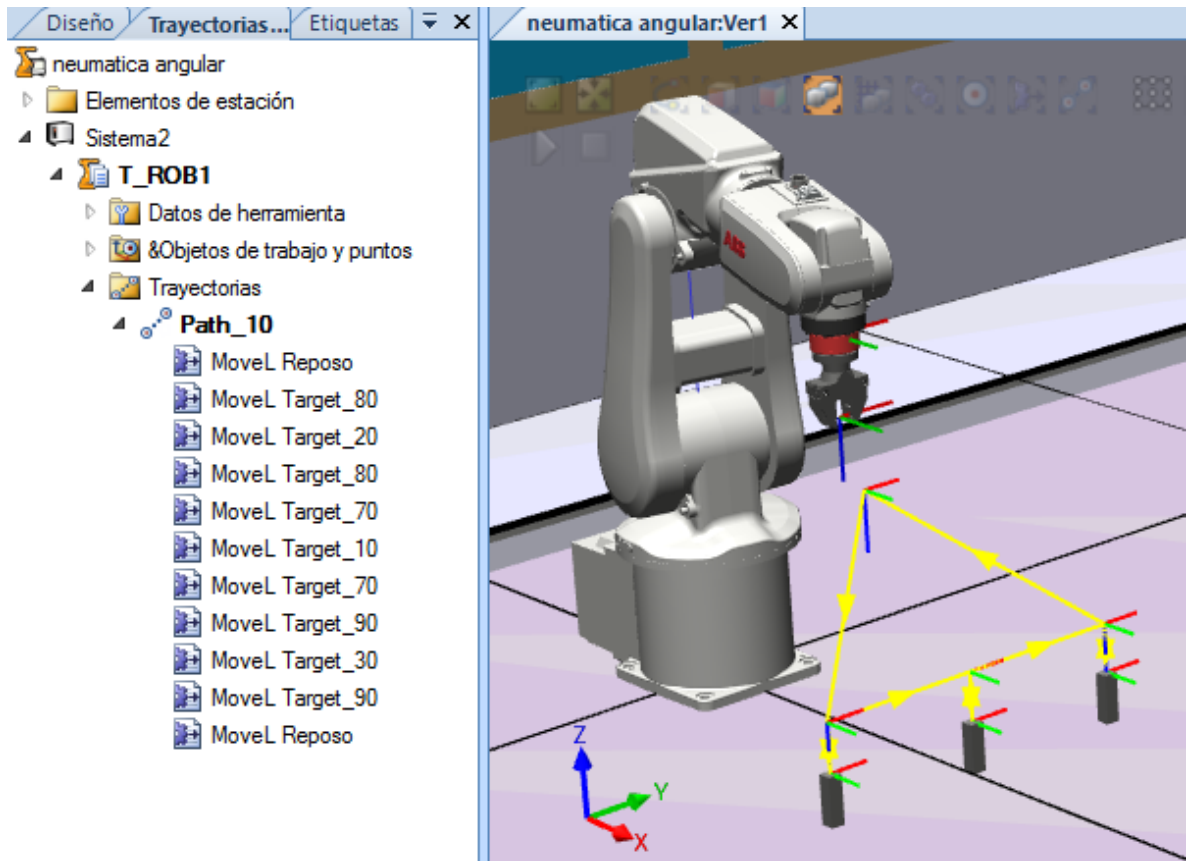 Diseño Trayectorias... Etiquetas
neumatica angular:Ver1
neumatica angular
Elementos de estación
Sistema2
T_ROB1
Datos de herramienta
&Objetos de trabajo y puntos
Trayectorias
Path_10
MoveL Reposo
MoveL Target_80
MoveL Target_20
MoveL Target_80
MoveL Target_70
MoveL Target_10
MoveL Target_70
MoveL Target_90
MoveL Target_30
MoveL Target_90
MoveL Reposo
ABB
Z
Y
X